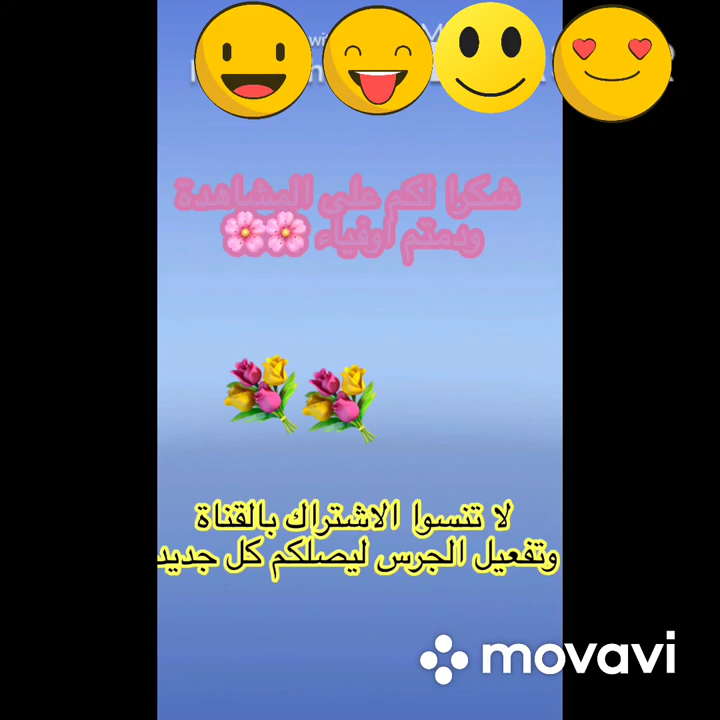 شكرا لكم على المشاهدة
ودمتم أوفياء 🌸🌸
لا تنسوا الاشتراك بالقناة
وتفعيل الجرس ليصلكم كل جديد
movavi